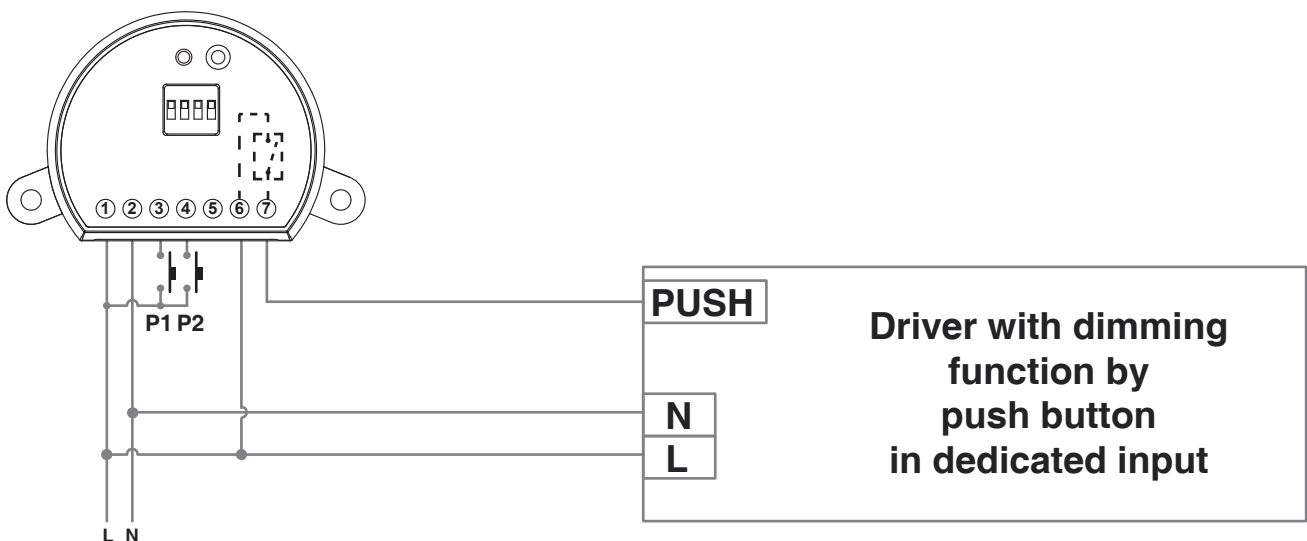 1 2 3 4 5 6 7
P1 P2
PUSH
N
L
Driver with dimming
function by
push button
in dedicated input
L N